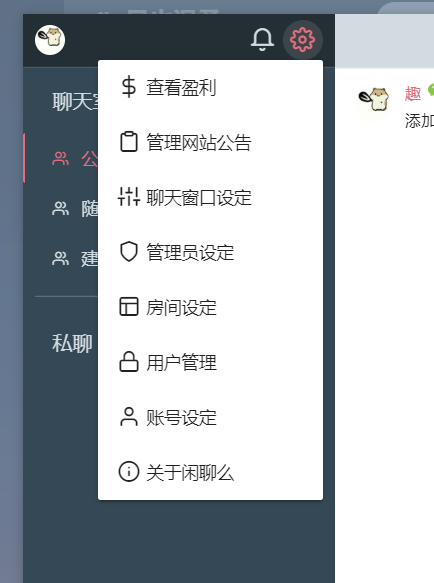 查看盈利
聊天室
趣
管理网站公告
添加
聊天窗口设定
公
随
管理员设定
建
房间设定
私聊
用户管理
账号设定
关于闲聊么